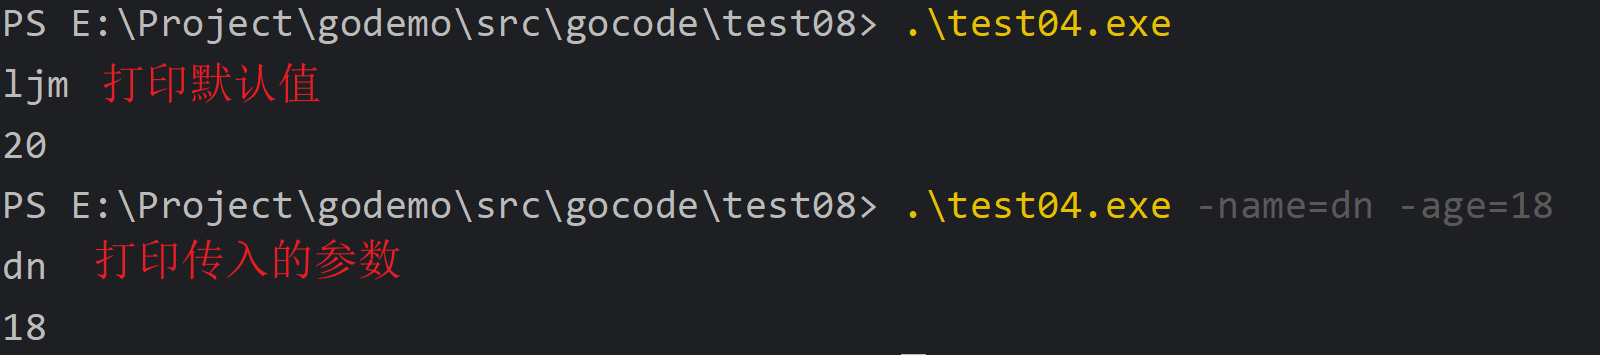 PS E:\Project\godemo\src\gocode\test08> .\test04.exe
ljm 打印默认值
20
PS E:\Project\godemo\src\gocode\test08> .\test04.exe -name=dn -age=18
dn 打印传入的参数
18